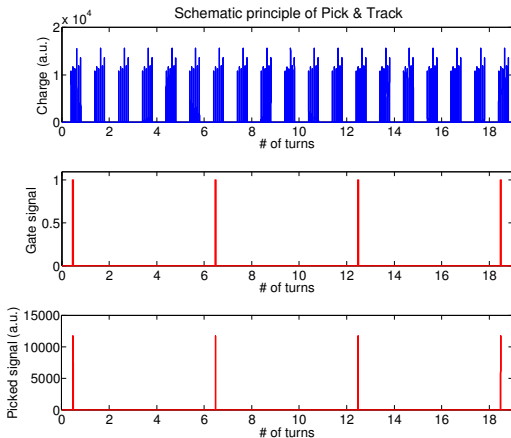 Schematic principle of Pick & Track
x 10⁴
2
1
0
Charge (a.u.)
0 2 4 6 8 10 12 14 16 18
# of turns
1
0.5
0
Gate signal
0 2 4 6 8 10 12 14 16 18
# of turns
15000
10000
5000
0
Picked signal (a.u.)
0 2 4 6 8 10 12 14 16 18
# of turns